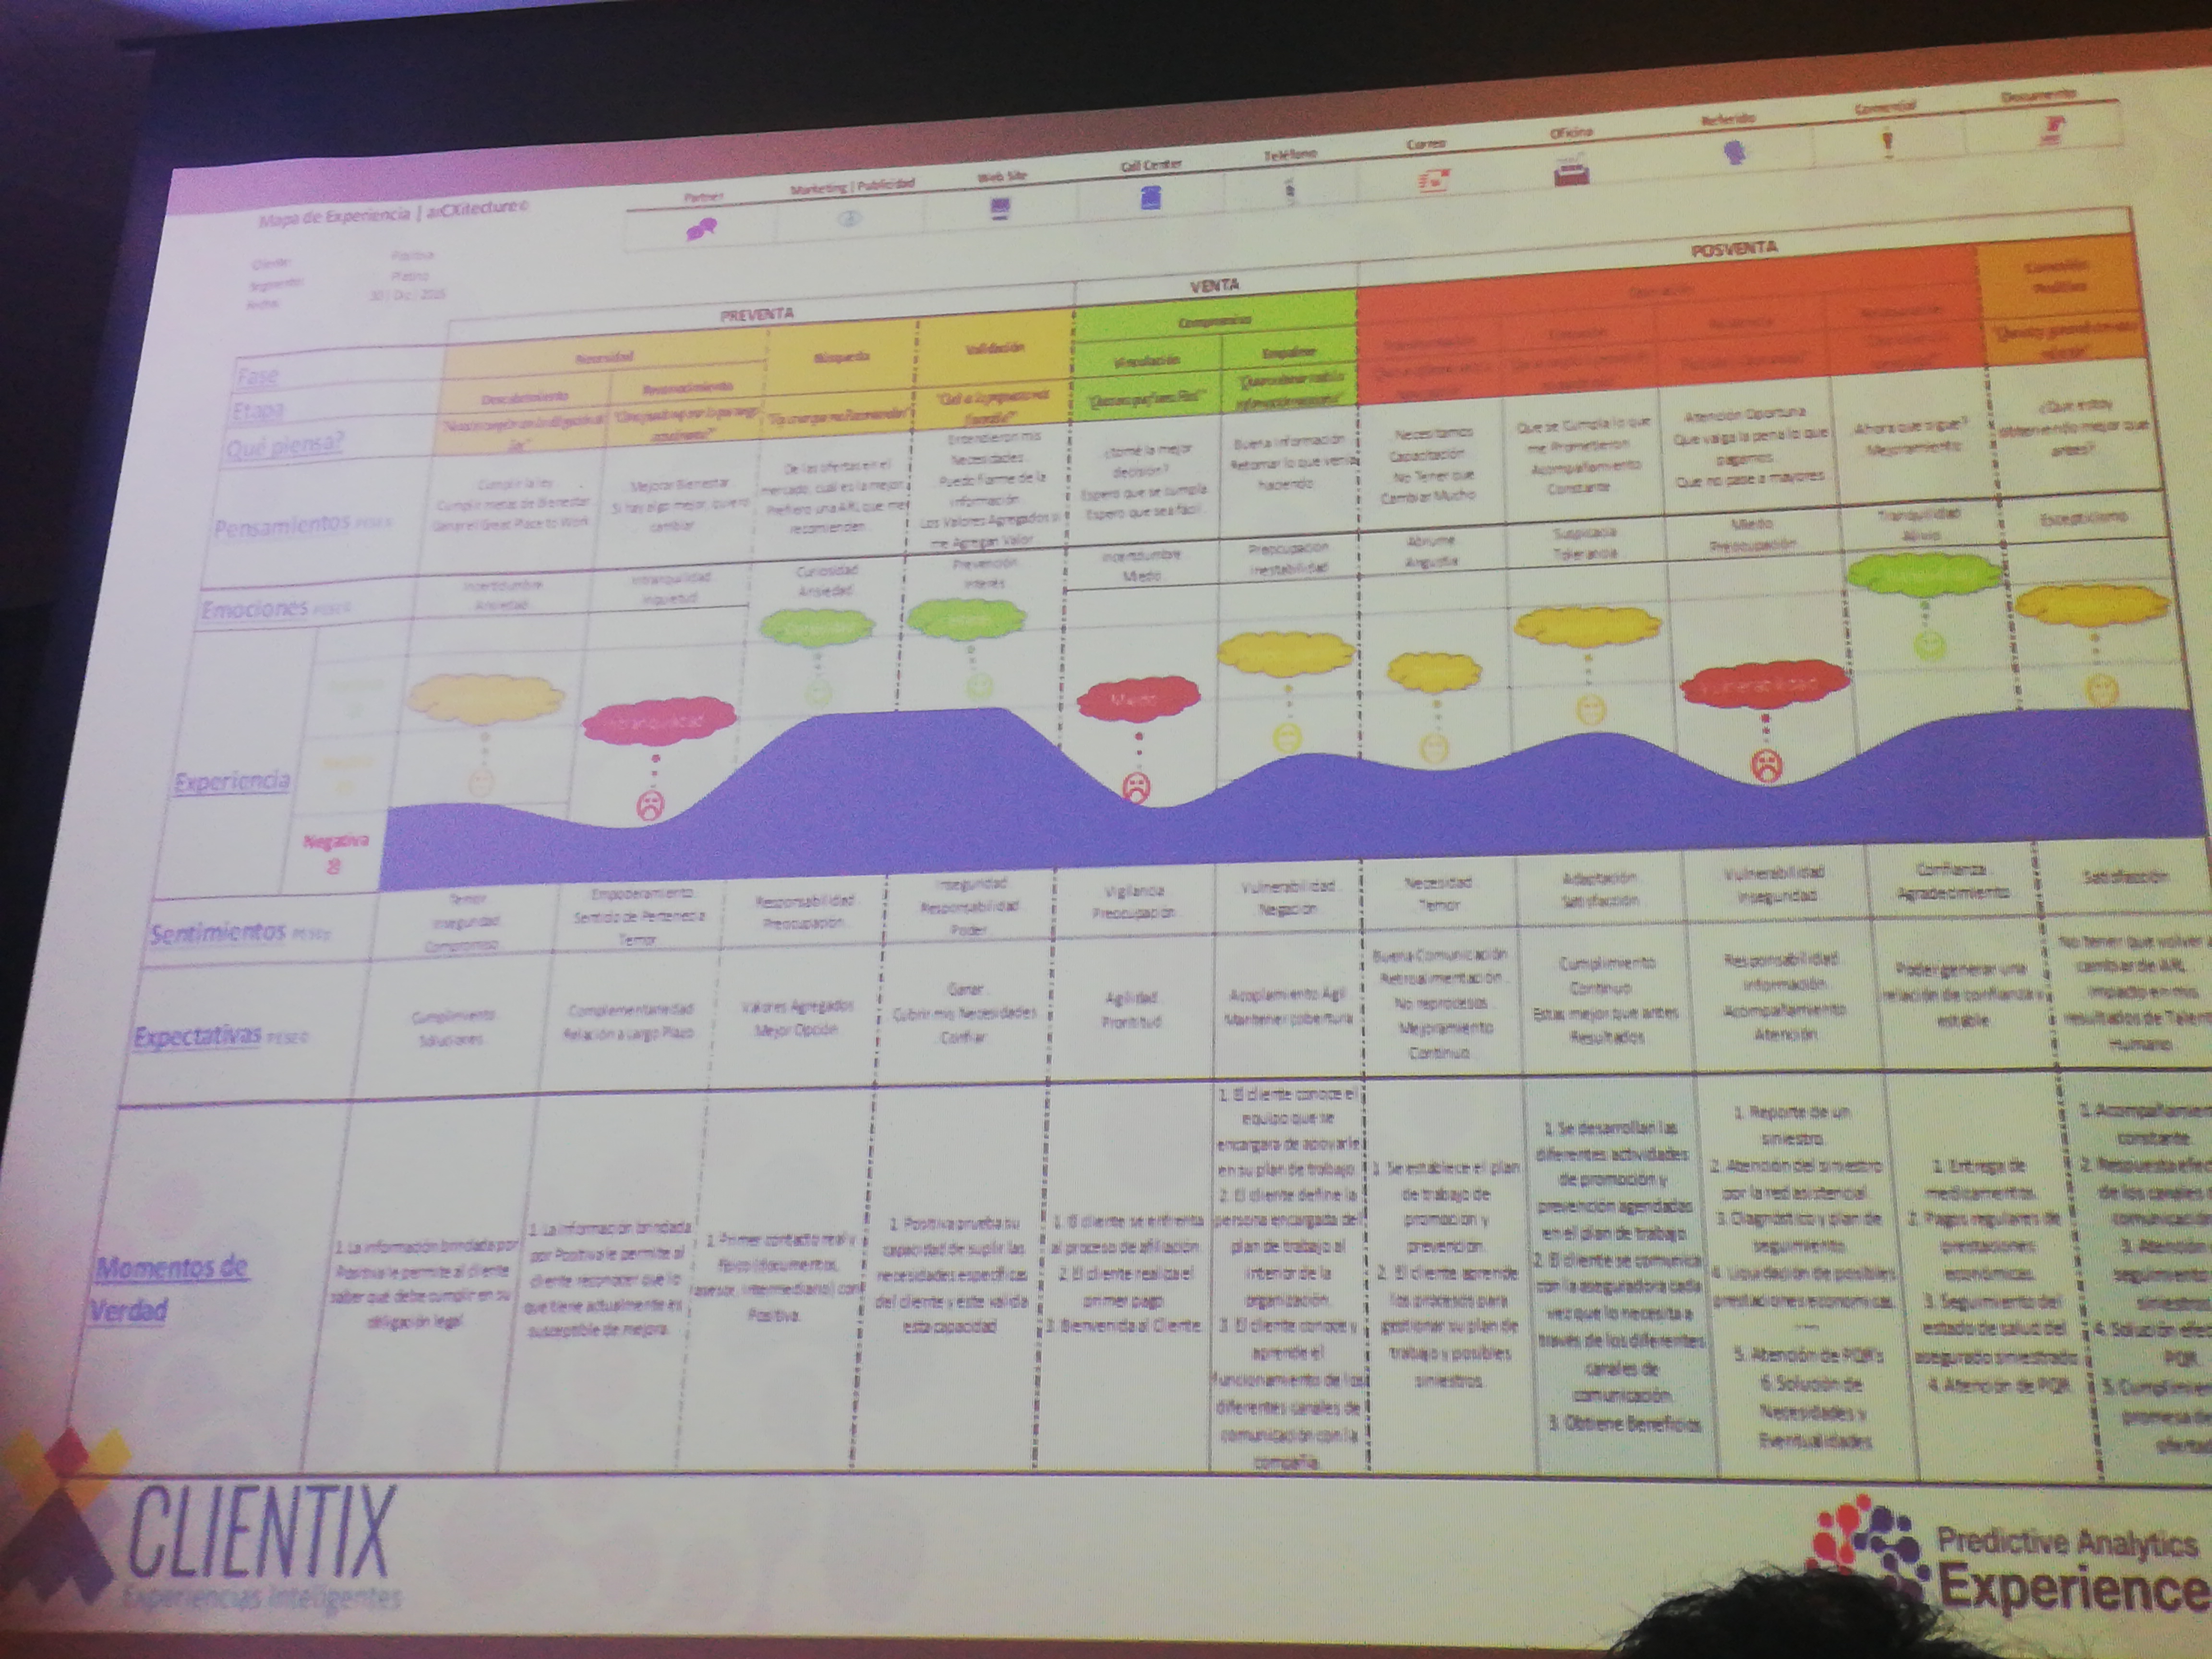 Partner
Marketing | Publicidad
Web Site
Call Center
Teléfono
Correo
Oficina
Referido
Comercial
Documento
Mapa de Experiencia | arCXitecture©
Cliente:
Positiva
Segmento:
Platino
Fecha:
PREVENTA
VENTA
POSVENTA
Fase
Necesidad
Búsqueda
Validación
Compromiso
Etapa
Descubrimiento
Reconocimiento
Vinculación
Empalme
Qué piensa?
Pensamientos
Cumplir la ley
Cumplir metas de Bienestar
Ganar el Great Place to Work
Mejorar Bienestar
Si hay algo mejor, quiero
cambiar
De las ofertas en el
mercado, cuál es la mejor
Prefiero una ARL que me
recomienden
Entendieron mis
Necesidades
Puedo Fiarme de la
información
Los Valores Agregados si
me Agregan Valor
¿tomé la mejor
decisión?
Espero que se cumpla
Espero que sea fácil
Buena Información
Retomar lo que venía
haciendo
Necesitamos
Capacitación
No Tener que
Cambiar Mucho
Que se Cumpla lo que
me Prometieron
Acompañamiento
Constante
Atención Oportuna
Que valga la pena lo que
pagamos
Que no pase a mayores
Ahora que sigue?
Mejoramiento
¿Que estoy
obteniendo mejor que
antes?
Emociones
Incertidumbre
Ansiedad
Intranquilidad
Inquietud
Curiosidad
Ansiedad
Prevención
Interés
Incertidumbre
Miedo
Preocupación
Inestabilidad
Abrume
Angustia
Suspicacia
Tolerancia
Miedo
Preocupación
Tranquilidad
Alivio
Escepticismo
Experiencia
Intranquilidad
Miedo
Vulnerabilidad
Negativa
Sentimientos
Temor
Inseguridad
Compromiso
Empoderamiento
Sentido de Pertenecia
Temor
Responsabilidad
Preocupación
Inseguridad
Responsabilidad
Poder
Vigilancia
Preocupación
Vulnerabilidad
Negación
Necesidad
Temor
Adaptación
Satisfacción
Vulnerabilidad
Inseguridad
Confianza
Agradecimiento
Satisfacción
Expectativas
Cumplimiento
Soluciones
Complementariedad
Relación a Largo Plazo
Valores Agregados
Mejor Opción
Ganar
Cubrir mis Necesidades
Confiar
Agilidad
Prontitud
Acoplamiento Ágil
Mantener cobertura
Buena Comunicación
Retroalimentación
No reprocesos
Mejoramiento
Continuo
Cumplimiento
Continuo
Estas mejor que antes
Resultados
Responsabilidad
Información
Acompañamiento
Atención
Poder generar una
relación de confianza y
estable
No tener que volver a
cambiar de ARL
Impacto en mis
resultados de Talento
Humano
Momentos de
Verdad
1. La información brindada por
Positiva le permite al cliente
saber qué debe cumplir en su
obligación legal
1. La información brindada
por Positiva le permite al
cliente reconocer que lo
que tiene actualmente es
susceptible de mejora.
1. Primer contacto real y
físico (documentos,
asesor, intermediario) con
Positiva.
1. Positiva prueba su
capacidad de suplir las
necesidades específicas
del cliente y este valida
esta capacidad
1. El cliente se enfrenta
al proceso de afiliación
2. El cliente realiza el
primer pago
3. Bienvenida al Cliente
1. El cliente conoce el
equipo que se
encargara de apoyarle
en su plan de trabajo
2. El cliente define la
persona encargada del
plan de trabajo al
interior de la
organización.
3. El cliente conoce y
aprende el
funcionamiento de los
diferentes canales de
comunicación con la
compañía.
1. Se establece el plan
de trabajo de
promoción y
prevención.
2. El cliente aprende
los procesos para
gestionar su plan de
trabajo y posibles
siniestros.
1. Se desarrollan las
diferentes actividades
de promoción y
prevención agendadas
en el plan de trabajo
2. El cliente se comunica
con la aseguradora cada
vez que lo necesita a
través de los diferentes
canales de
comunicación.
3. Obtiene Beneficios
1. Reporte de un
siniestro.
2. Atención del siniestro
por la red asistencial
3. Diagnóstico y plan de
seguimiento.
4. Liquidación de posibles
prestaciones economicas.
5. Atención de PQR's
6. Solución de
Necesidades y
Eventualidades
1. Entrega de
medicamentos.
2. Pagos regulares de
prestaciones
económicas.
3. Seguimiento del
estado de salud del
asegurado siniestrado
4. Atención de PQR.
1. Acompañamien
constante.
2. Respuesta efec
de los canales
comunicació
3. Atención
seguimiento
siniestros
4. Solución efec
PQR.
5. Cumplimien
promesa de
ofertad
CLIENTIX
Experiencias Inteligentes
Predictive Analytics
Experience